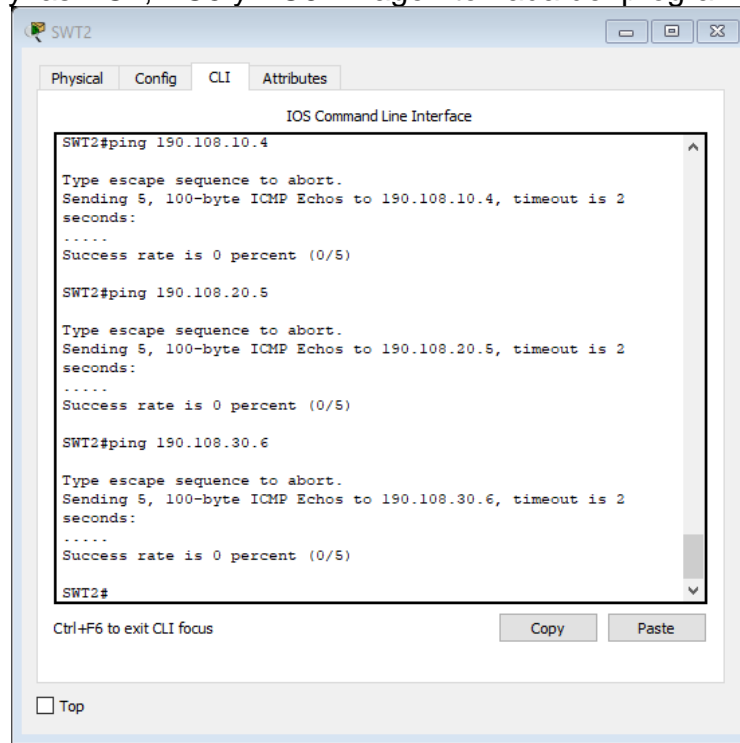 SWT2
Physical Config CLI Attributes
IOS Command Line Interface
SWT2#ping 190.108.10.4
Type escape sequence to abort.
Sending 5, 100-byte ICMP Echos to 190.108.10.4, timeout is 2
seconds:
.....
Success rate is 0 percent (0/5)
SWT2#ping 190.108.20.5
Type escape sequence to abort.
Sending 5, 100-byte ICMP Echos to 190.108.20.5, timeout is 2
seconds:
.....
Success rate is 0 percent (0/5)
SWT2#ping 190.108.30.6
Type escape sequence to abort.
Sending 5, 100-byte ICMP Echos to 190.108.30.6, timeout is 2
seconds:
.....
Success rate is 0 percent (0/5)
SWT2#
Ctrl+F6 to exit CLI focus
Copy Paste
Top